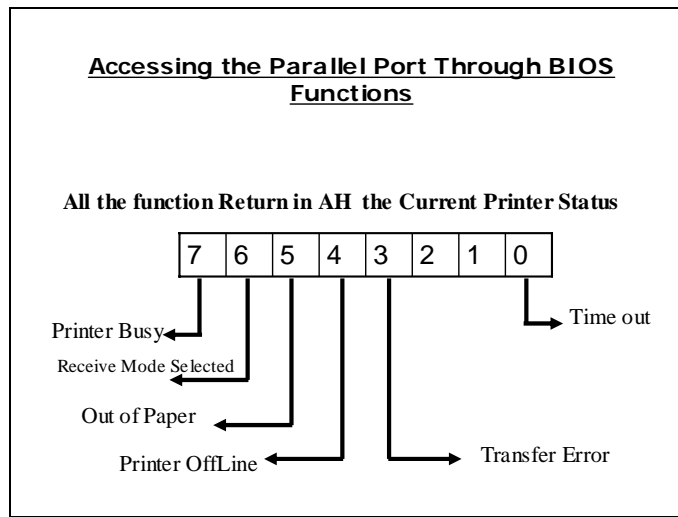 Accessing the Parallel Port Through BIOS
Functions
All the function Return in AH the Current Printer Status
7 6 5 4 3 2 1 0
Time out
Printer Busy
Receive Mode Selected
Out of Paper
Printer OffLine
Transfer Error